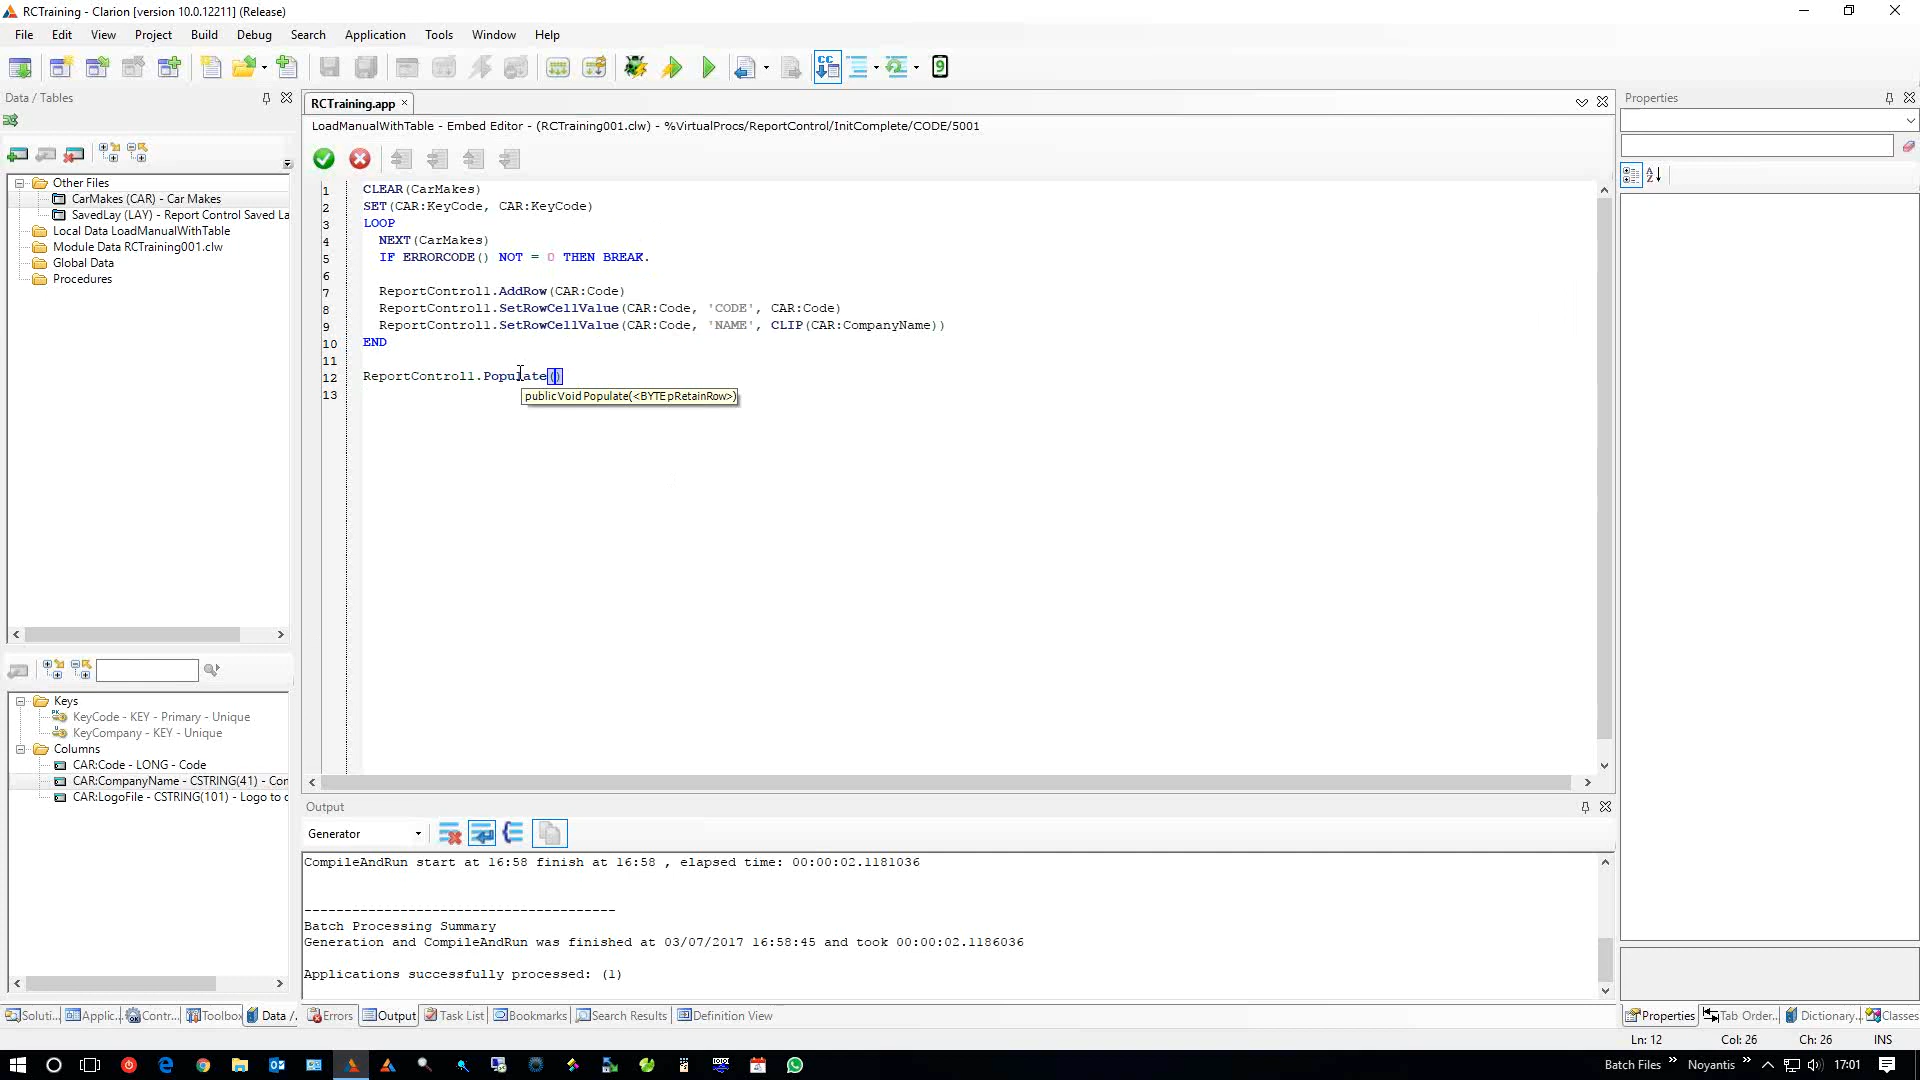 RCTraining - Clarion [version 10.0.12211] (Release)
File Edit View Project Build Debug Search Application Tools Window Help
Data / Tables
Other Files
CarMakes (CAR) - Car Makes
SavedLay (LAY) - Report Control Saved La
Local Data LoadManualWithTable
Module Data RCTraining001.clw
Global Data
Procedures
Keys
KeyCode - KEY - Primary - Unique
KeyCompany - KEY - Unique
Columns
CAR:Code - LONG - Code
CAR:CompanyName - CSTRING(41) - Con
CAR:LogoFile - CSTRING(101) - Logo to c
Soluti... Applic... Contr... Toolbox Data /.
RCTraining.app
LoadManualWithTable - Embed Editor - (RCTraining001.clw) - %VirtualProcs/ReportControl/InitComplete/CODE/5001
1 CLEAR(CarMakes)
2 SET(CAR:KeyCode, CAR:KeyCode)
3 LOOP
4 NEXT(CarMakes)
5 IF ERRORCODE() NOT = 0 THEN BREAK.
6
7 ReportControl1.AddRow(CAR:Code)
8 ReportControl1.SetRowCellValue(CAR:Code, 'CODE', CAR:Code)
9 ReportControl1.SetRowCellValue(CAR:Code, 'NAME', CLIP(CAR:CompanyName))
10 END
11
12 ReportControl1.Populate()
publicVoid Populate(<BYTEpRetainRow>)
13
Output
Generator
CompileAndRun start at 16:58 finish at 16:58 , elapsed time: 00:00:02.1181036
---------------------------------------
Batch Processing Summary
Generation and CompileAndRun was finished at 03/07/2017 16:58:45 and took 00:00:02.1186036
Applications successfully processed: (1)
Errors Output Task List Bookmarks Search Results Definition View
Properties
Properties Tab Order.. Dictionary.. Classes
Ln: 12 Col: 26 Ch: 26 INS
Batch Files Noyantis 17:01